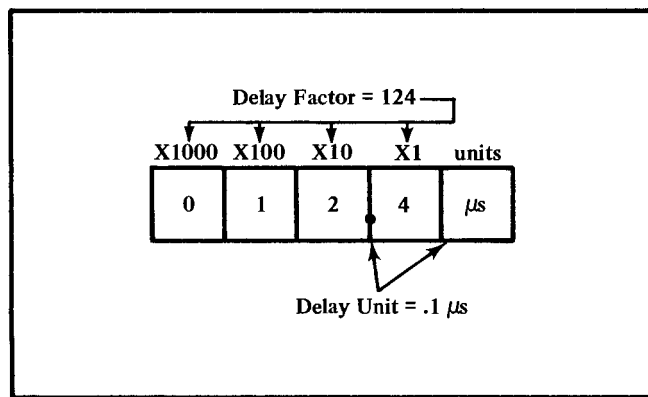 Delay Factor = 124
X1000 X100 X10 X1 units
0 1 2 4 μs
Delay Unit = .1 μs